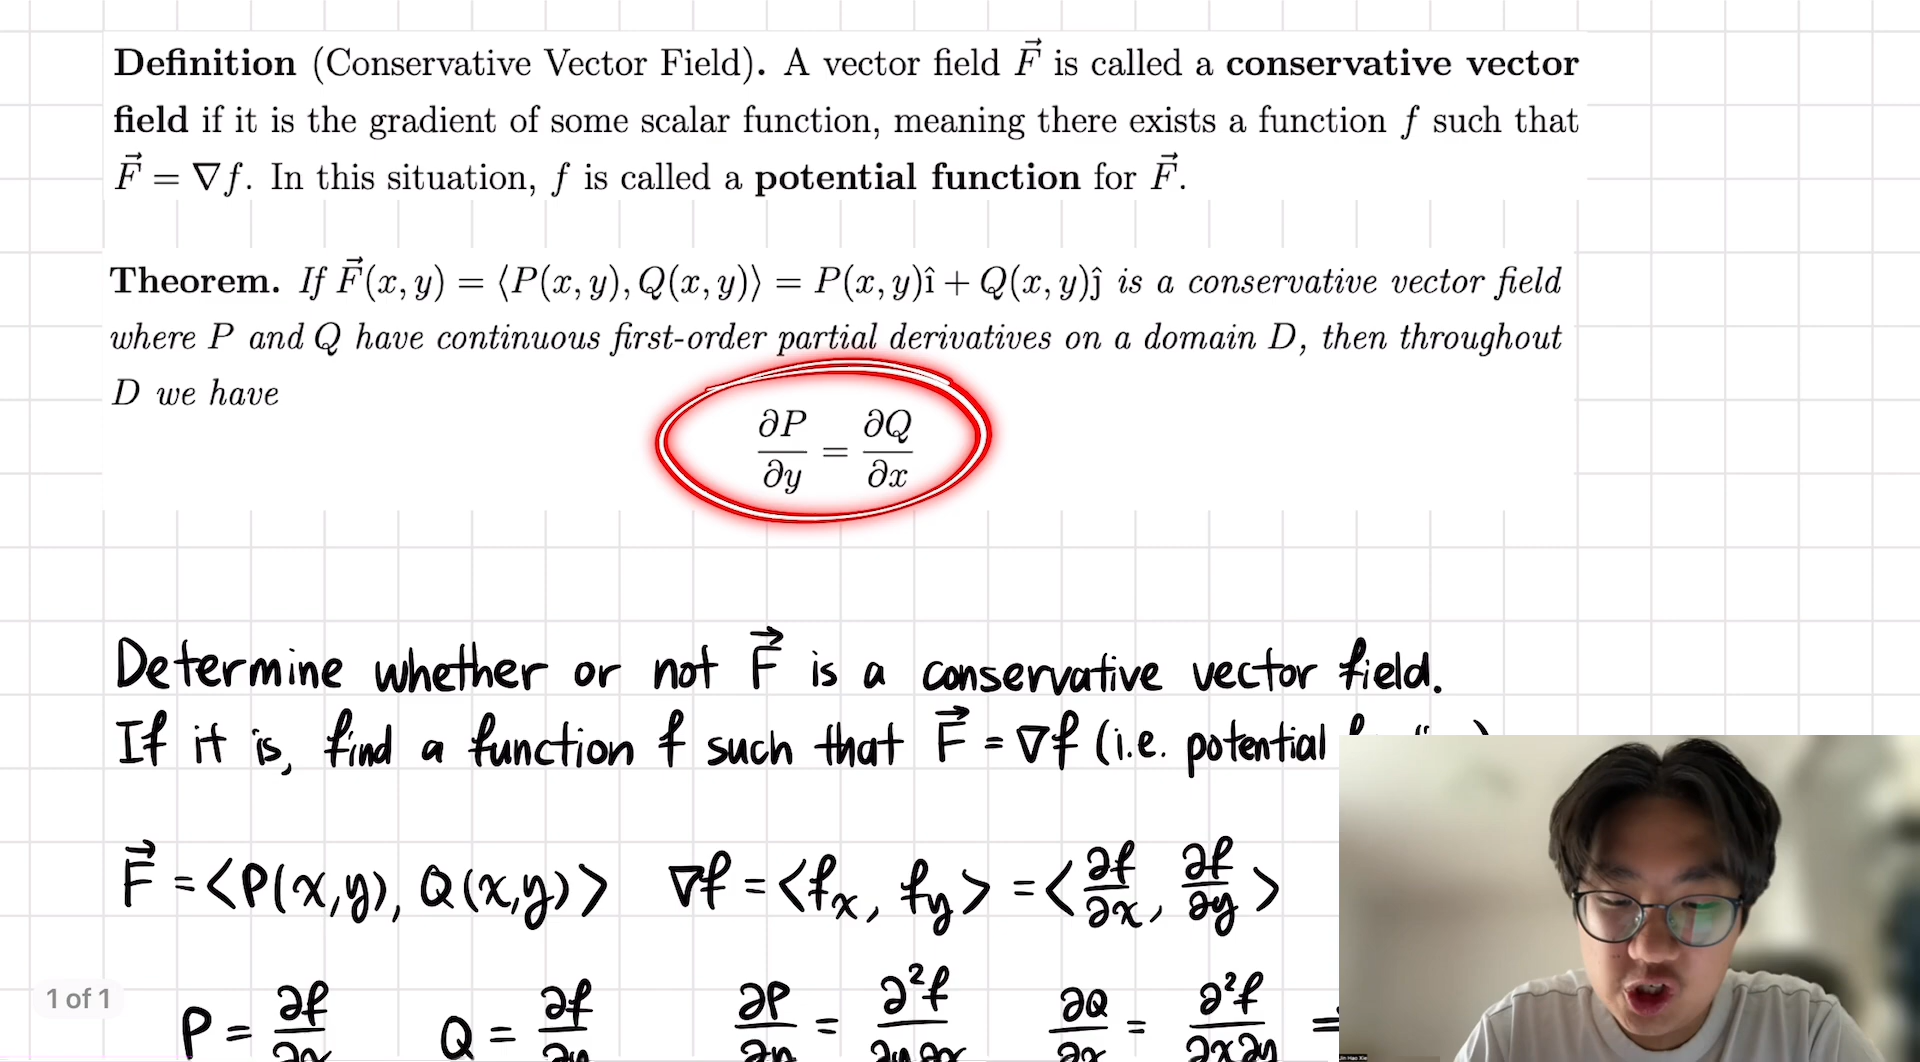 Definition (Conservative Vector Field). A vector field F⃗ is called a conservative vector
field if it is the gradient of some scalar function, meaning there exists a function f such that
F⃗ = ∇f. In this situation, f is called a potential function for F⃗.
Theorem. If F⃗(x, y) = ⟨P(x, y), Q(x, y)⟩ = P(x, y)î + Q(x, y)ĵ is a conservative vector field
where P and Q have continuous first-order partial derivatives on a domain D, then throughout
D we have
∂P/∂y = ∂Q/∂x
Determine whether or not F⃗ is a conservative vector field.
If it is, find a function f such that F⃗ = ∇f (i.e. potential
F⃗ = <P(x,y), Q(x,y)> ∇f = <fx, fy> = <∂f/∂x, ∂f/∂y>
1 of 1
P = ∂f/∂x Q = ∂f/∂y ∂P/∂y = ∂²f/∂y∂x ∂Q/∂x = ∂²f/∂x∂y =